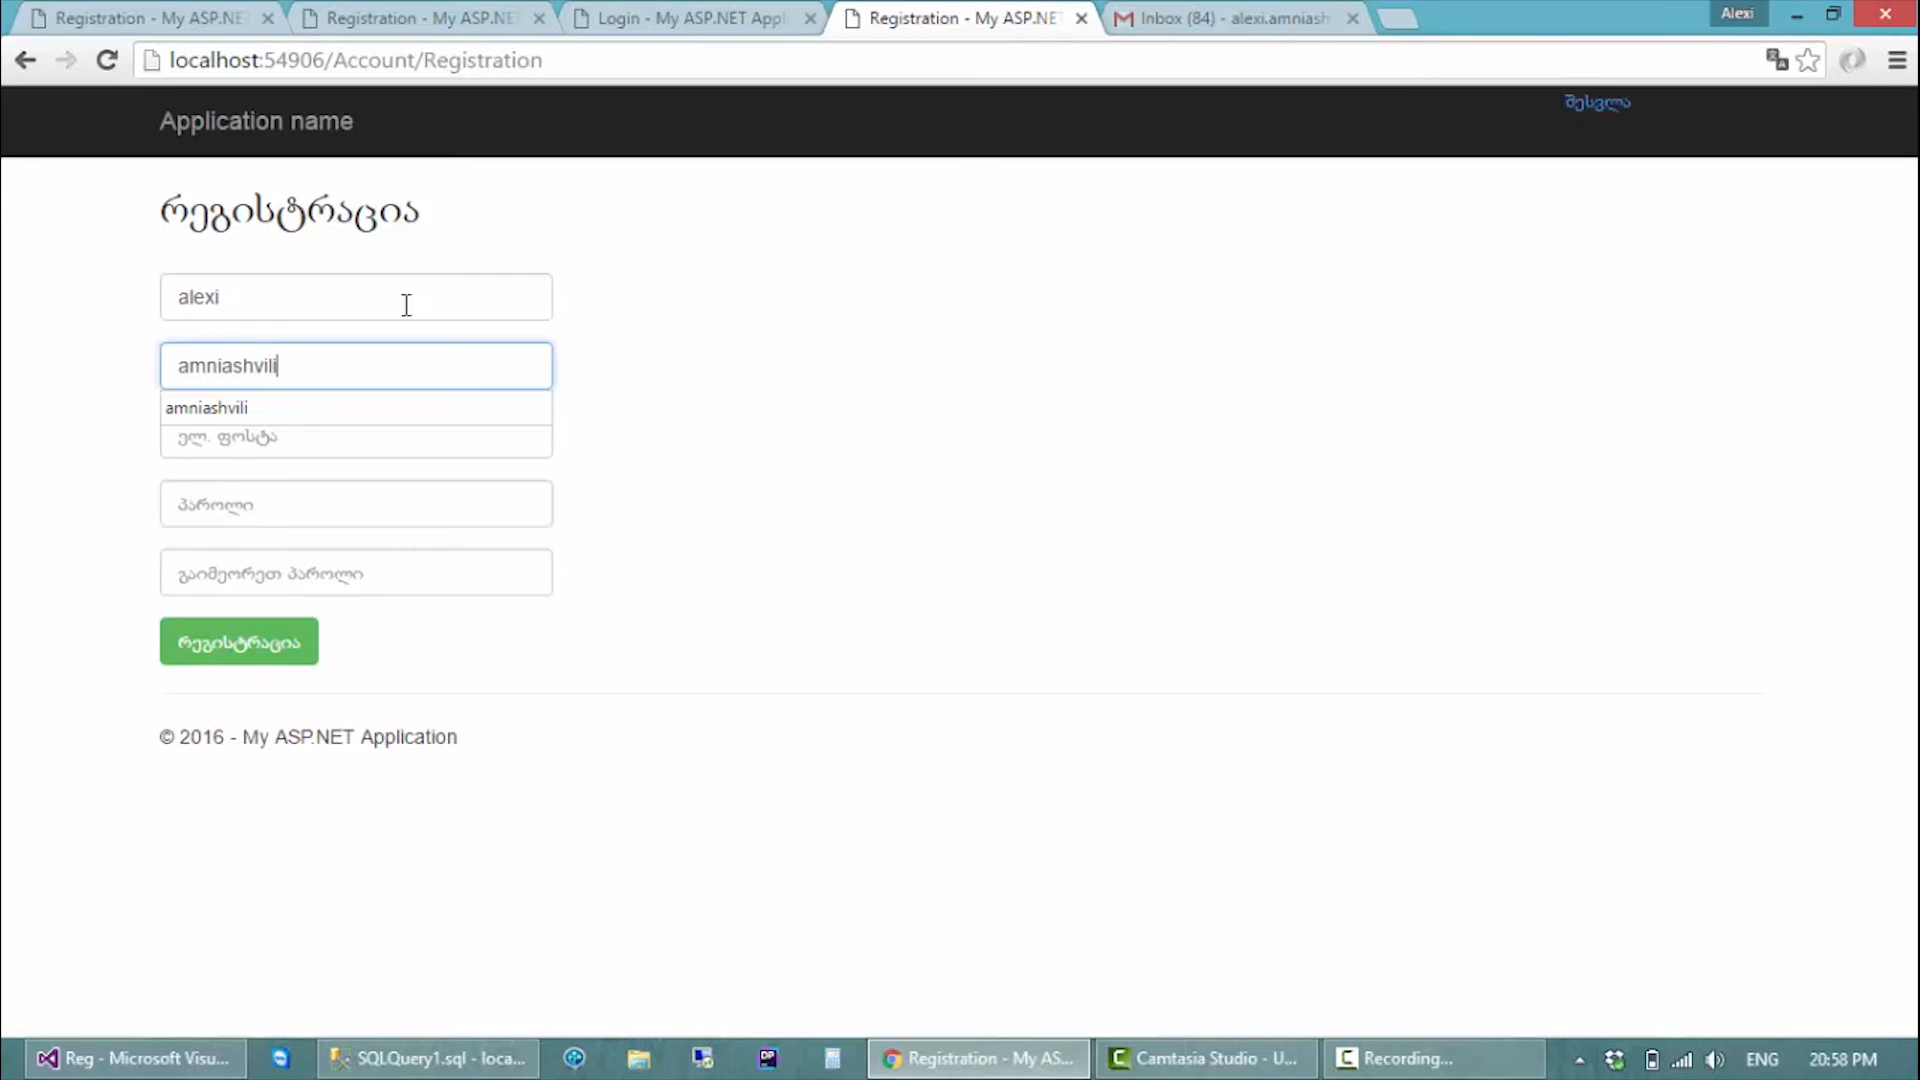 Registration - My ASP.NE
Registration - My ASP.NE
Login - My ASP.NET Appl
Registration - My ASP.NE
Inbox (84) - alexi.amniash
Alexi
localhost:54906/Account/Registration
Application name
შესვლა
რეგისტრაცია
alexi
amniashvili
amniashvili
ელ. ფოსტა
პაროლი
გაიმეორეთ პაროლი
რეგისტრაცია
© 2016 - My ASP.NET Application
Reg - Microsoft Visu...
SQLQuery1.sql - loca...
DP
Registration - My AS...
Camtasia Studio - U...
Recording...
ENG
20:58 PM